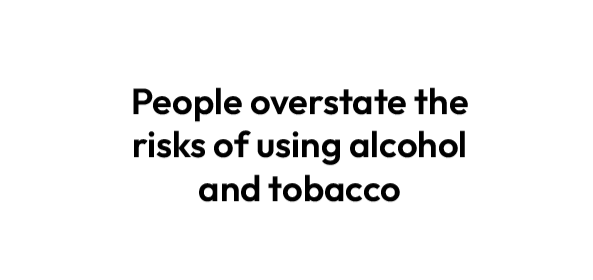 People overstate the
risks of using alcohol
and tobacco